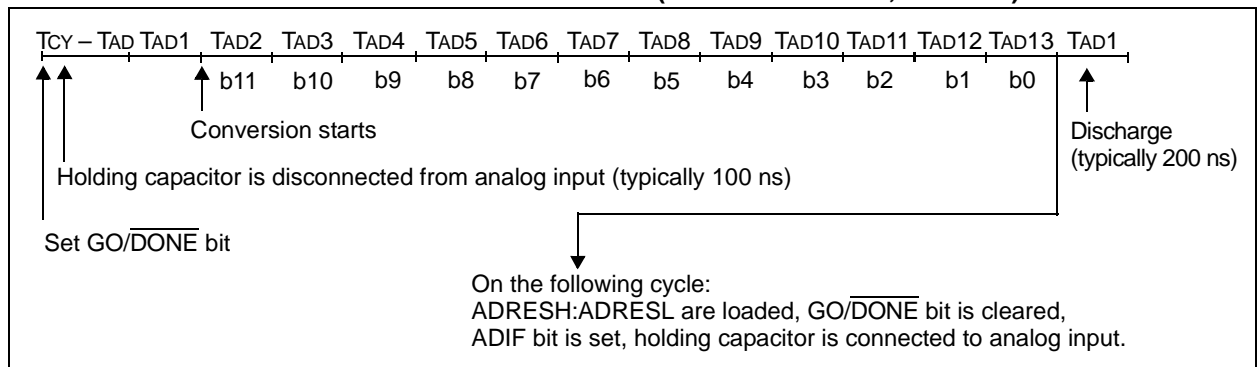 TCY – TAD TAD1 TAD2 TAD3 TAD4 TAD5 TAD6 TAD7 TAD8 TAD9 TAD10 TAD11 TAD12 TAD13 TAD1
b11 b10 b9 b8 b7 b6 b5 b4 b3 b2 b1 b0
Conversion starts
Discharge
(typically 200 ns)
Holding capacitor is disconnected from analog input (typically 100 ns)
Set GO/DONE bit
On the following cycle:
ADRESH:ADRESL are loaded, GO/DONE bit is cleared,
ADIF bit is set, holding capacitor is connected to analog input.